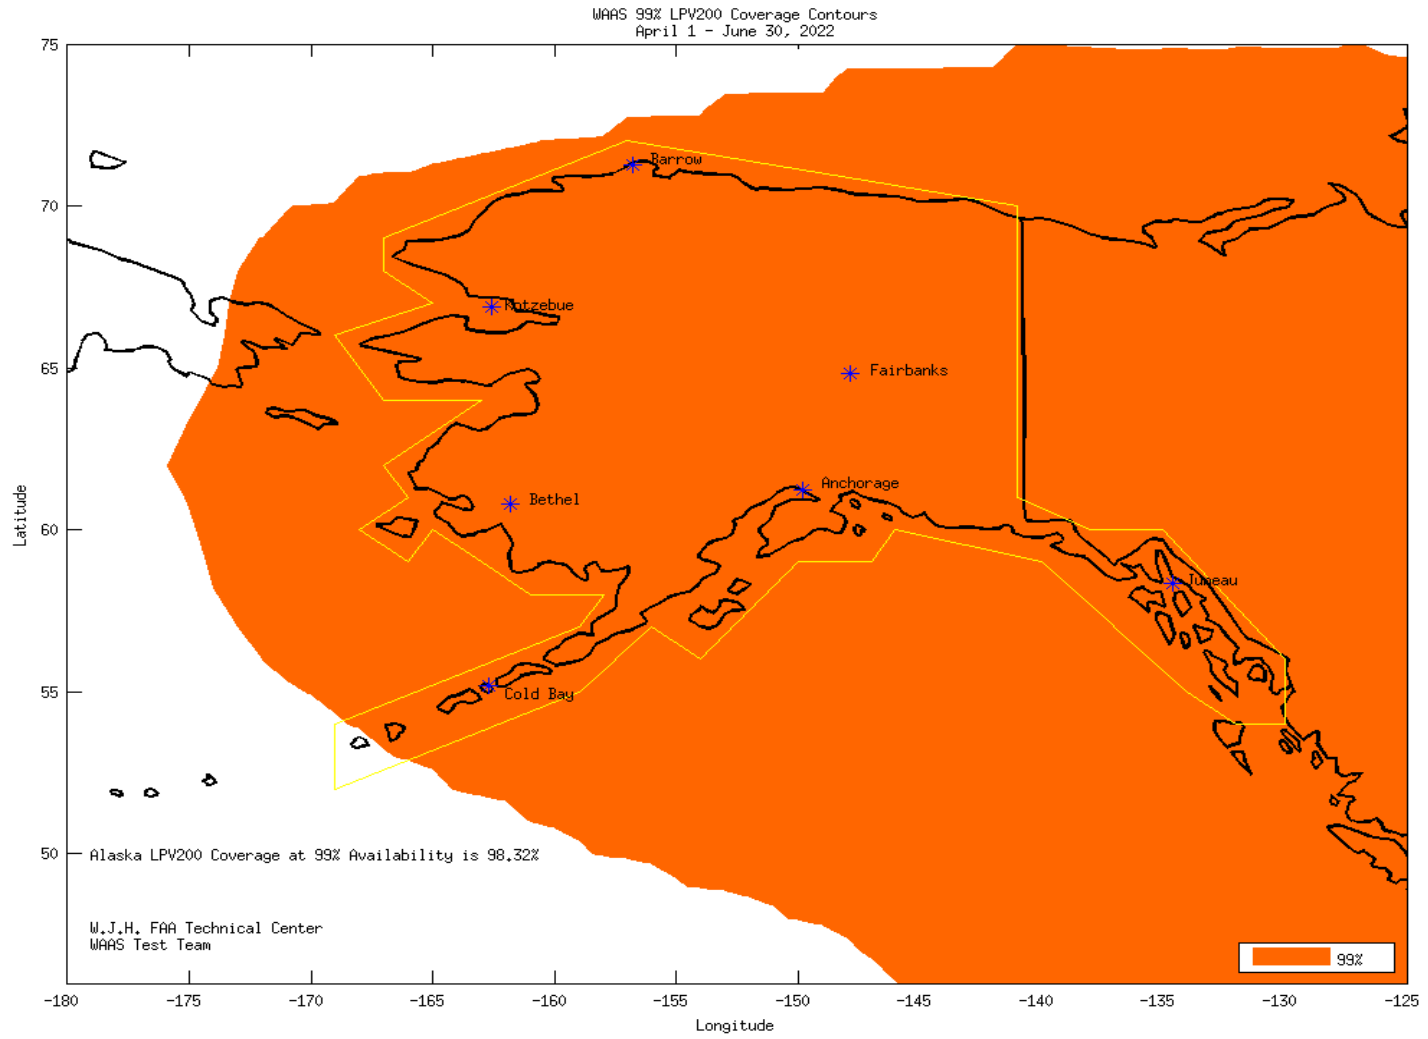 WAAS 99% LPV200 Coverage Contours
April 1 - June 30, 2022
75
70
65
60
55
50
Latitude
Barrow
Kotzebue
Fairbanks
Bethel
Anchorage
Juneau
Cold Bay
Alaska LPV200 Coverage at 99% Availability is 98.32%
W.J.H. FAA Technical Center
WAAS Test Team
99%
-180 -175 -170 -165 -160 -155 -150 -145 -140 -135 -130 -125
Longitude